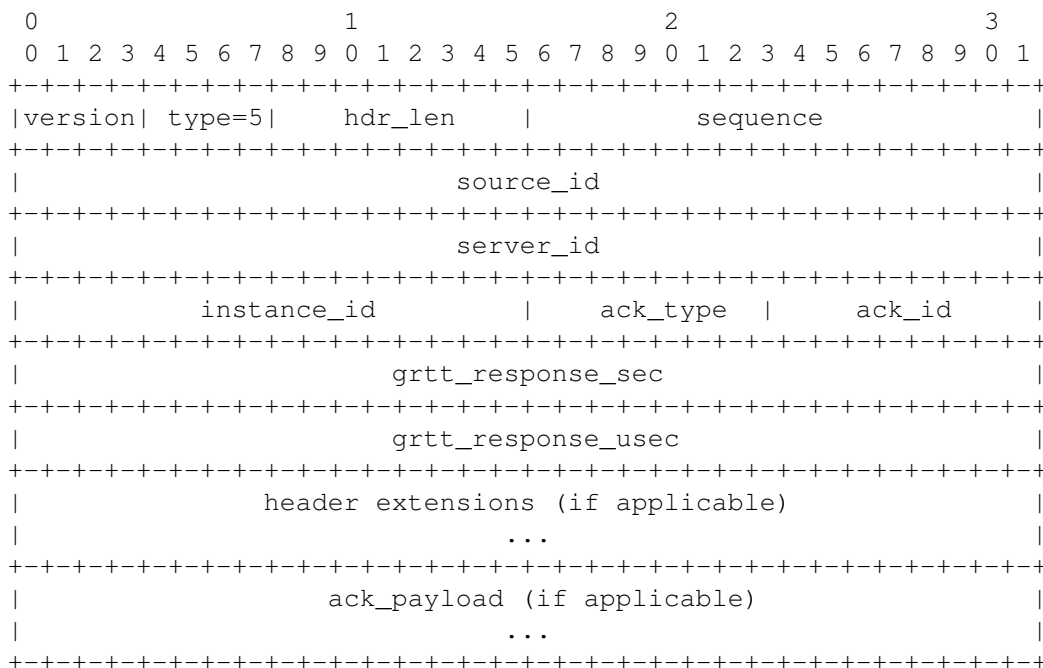 0                   1                   2                   3
 0 1 2 3 4 5 6 7 8 9 0 1 2 3 4 5 6 7 8 9 0 1 2 3 4 5 6 7 8 9 0 1
+-+-+-+-+-+-+-+-+-+-+-+-+-+-+-+-+-+-+-+-+-+-+-+-+-+-+-+-+-+-+-+-+
|version| type=5|    hdr_len    |          sequence             |
+-+-+-+-+-+-+-+-+-+-+-+-+-+-+-+-+-+-+-+-+-+-+-+-+-+-+-+-+-+-+-+-+
|                           source_id                           |
+-+-+-+-+-+-+-+-+-+-+-+-+-+-+-+-+-+-+-+-+-+-+-+-+-+-+-+-+-+-+-+-+
|                           server_id                           |
+-+-+-+-+-+-+-+-+-+-+-+-+-+-+-+-+-+-+-+-+-+-+-+-+-+-+-+-+-+-+-+-+
|           instance_id         |    ack_type   |     ack_id    |
+-+-+-+-+-+-+-+-+-+-+-+-+-+-+-+-+-+-+-+-+-+-+-+-+-+-+-+-+-+-+-+-+
|                       grtt_response_sec                       |
+-+-+-+-+-+-+-+-+-+-+-+-+-+-+-+-+-+-+-+-+-+-+-+-+-+-+-+-+-+-+-+-+
|                       grtt_response_usec                      |
+-+-+-+-+-+-+-+-+-+-+-+-+-+-+-+-+-+-+-+-+-+-+-+-+-+-+-+-+-+-+-+-+
|               header extensions (if applicable)               |
|                              ...                              |
+-+-+-+-+-+-+-+-+-+-+-+-+-+-+-+-+-+-+-+-+-+-+-+-+-+-+-+-+-+-+-+-+
|                   ack_payload (if applicable)                 |
|                              ...                              |
+-+-+-+-+-+-+-+-+-+-+-+-+-+-+-+-+-+-+-+-+-+-+-+-+-+-+-+-+-+-+-+-+